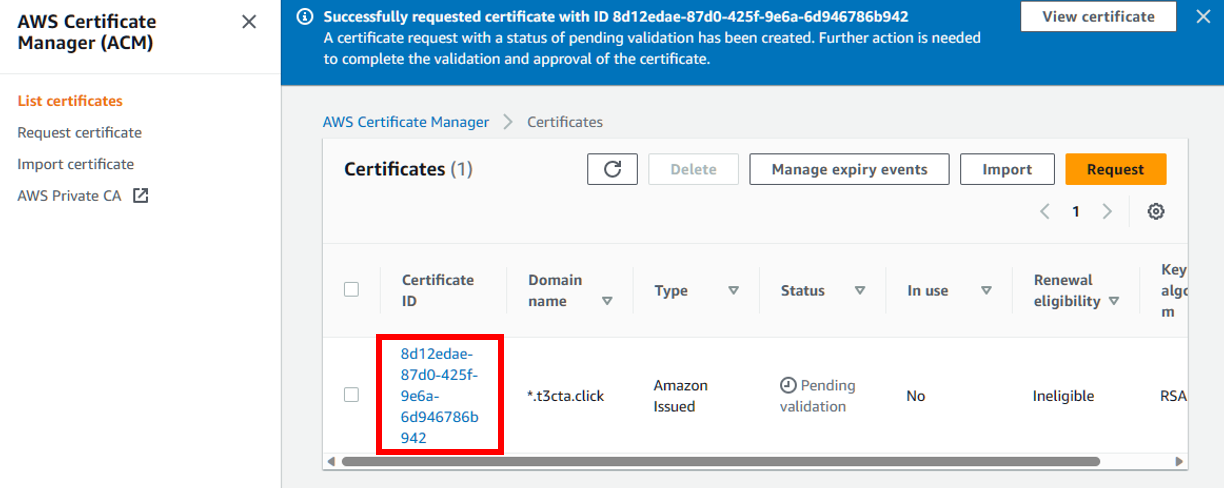 AWS Certificate
Manager (ACM)
List certificates
Request certificate
Import certificate
AWS Private CA
Successfully requested certificate with ID 8d12edae-87d0-425f-9e6a-6d946786b942
A certificate request with a status of pending validation has been created. Further action is needed
to complete the validation and approval of the certificate.
View certificate
AWS Certificate Manager
Certificates
Certificates (1)
Delete
Manage expiry events
Import
Request
1
Certificate
ID
Domain
name
Type
Status
In use
Renewal
eligibility
Key
algo
m
8d12edae-
87d0-425f-
9e6a-
6d946786b
942
*.t3cta.click
Amazon
Issued
Pending
validation
No
Ineligible
RSA